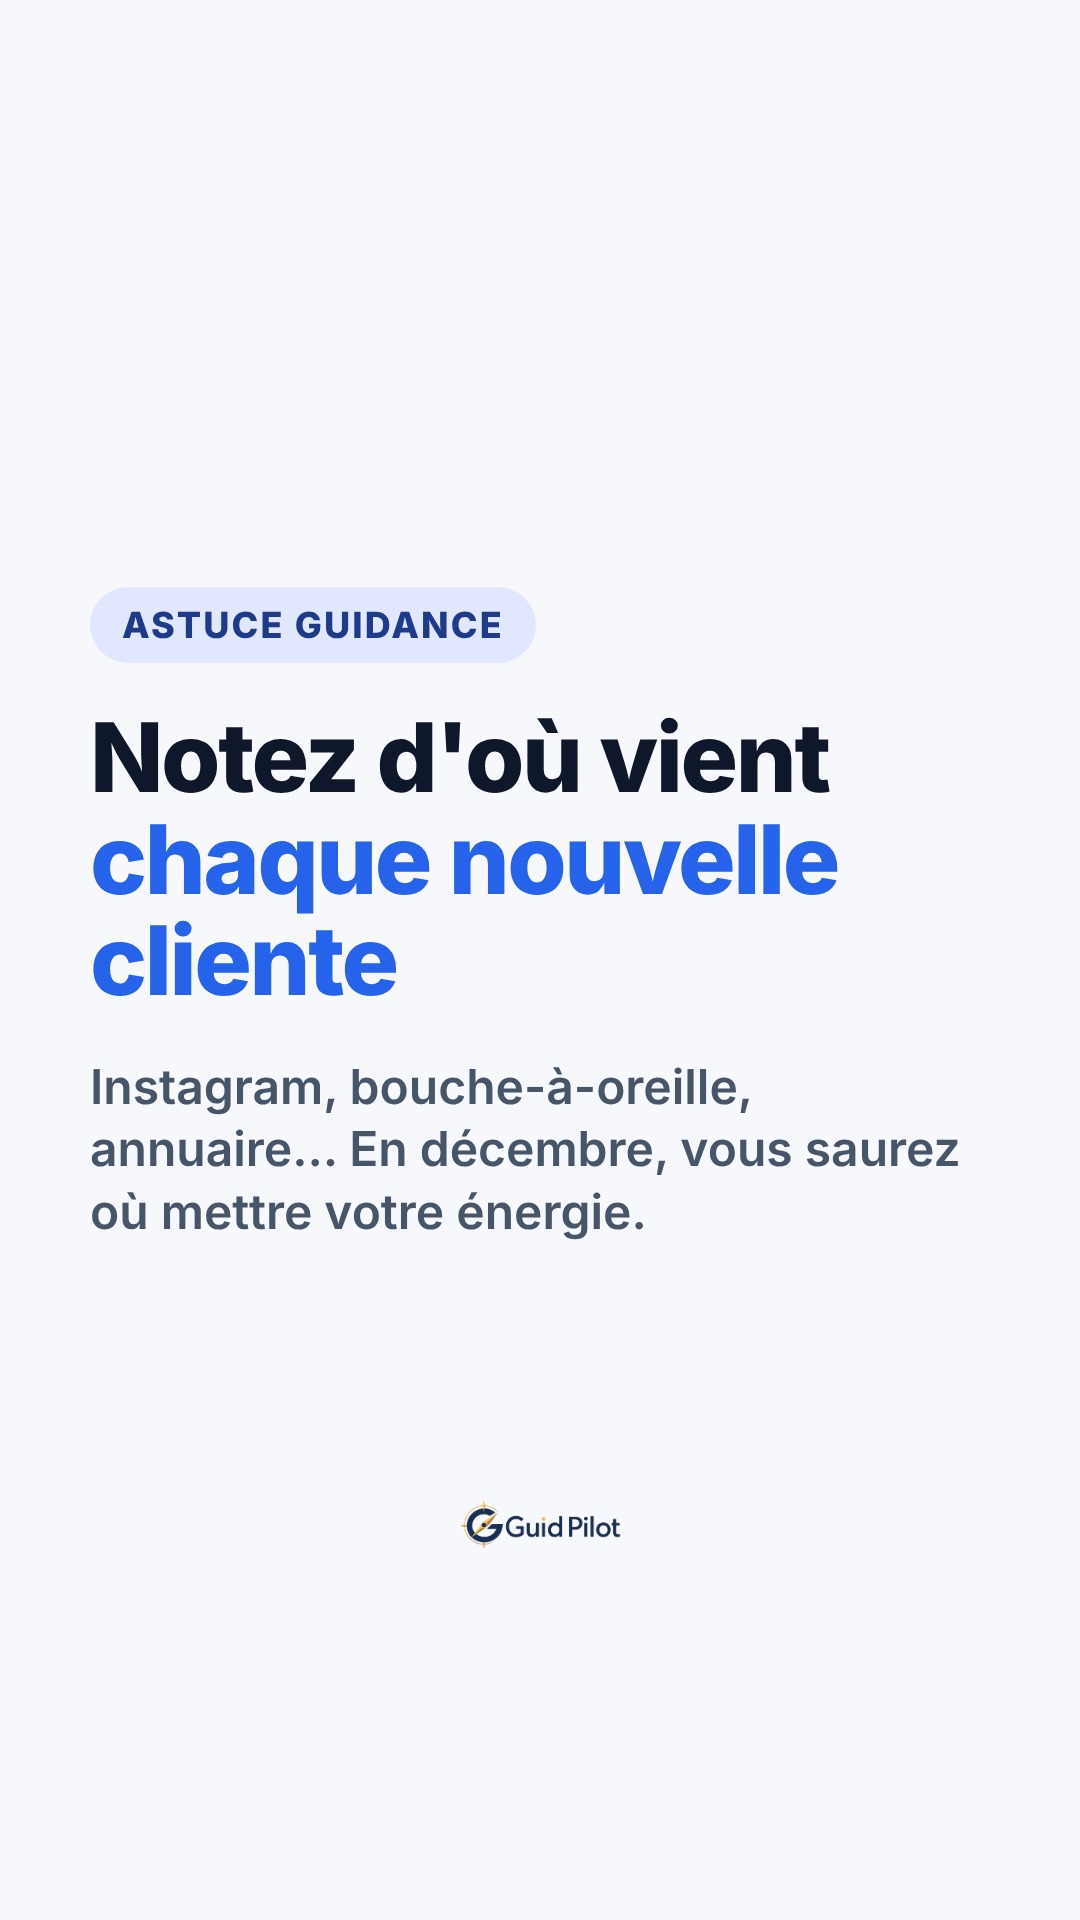 ASTUCE GUIDANCE
Notez d'où vient
chaque nouvelle
cliente
Instagram, bouche-à-oreille,
annuaire… En décembre, vous saurez
où mettre votre énergie.
Guid Pilot